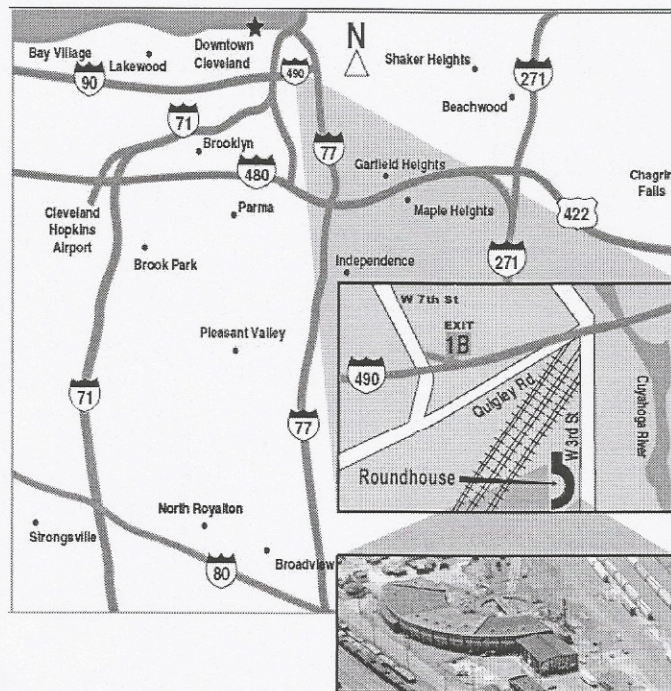 Bay Village
Lakewood
Downtown
Cleveland
N
Shaker Heights
90
490
271
Beachwood
71
Brooklyn
77
480
Garfield Heights
Chagrin
Falls
Cleveland
Hopkins
Airport
Parma
Maple Heights
422
Brook Park
Independence
271
W 7th St
EXIT
1B
Pleasant Valley
490
Quigley Rd.
Cuyahoga River
71
77
W 3rd St
Roundhouse
North Royalton
Strongsville
80
Broadview